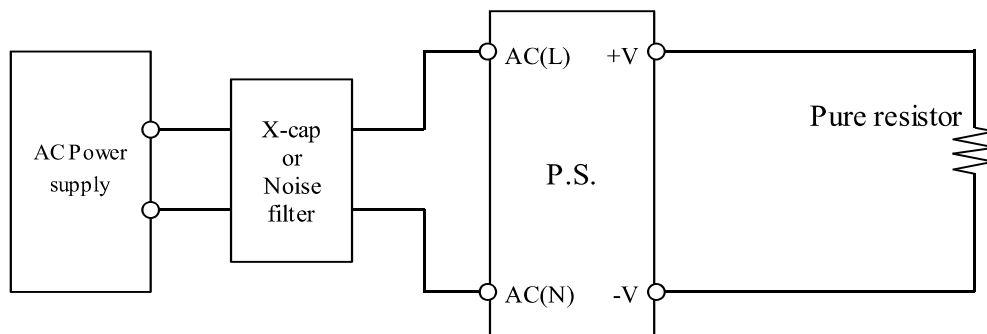 AC Power
supply
X-cap
or
Noise
filter
AC(L)
+V
P.S.
AC(N)
-V
Pure resistor